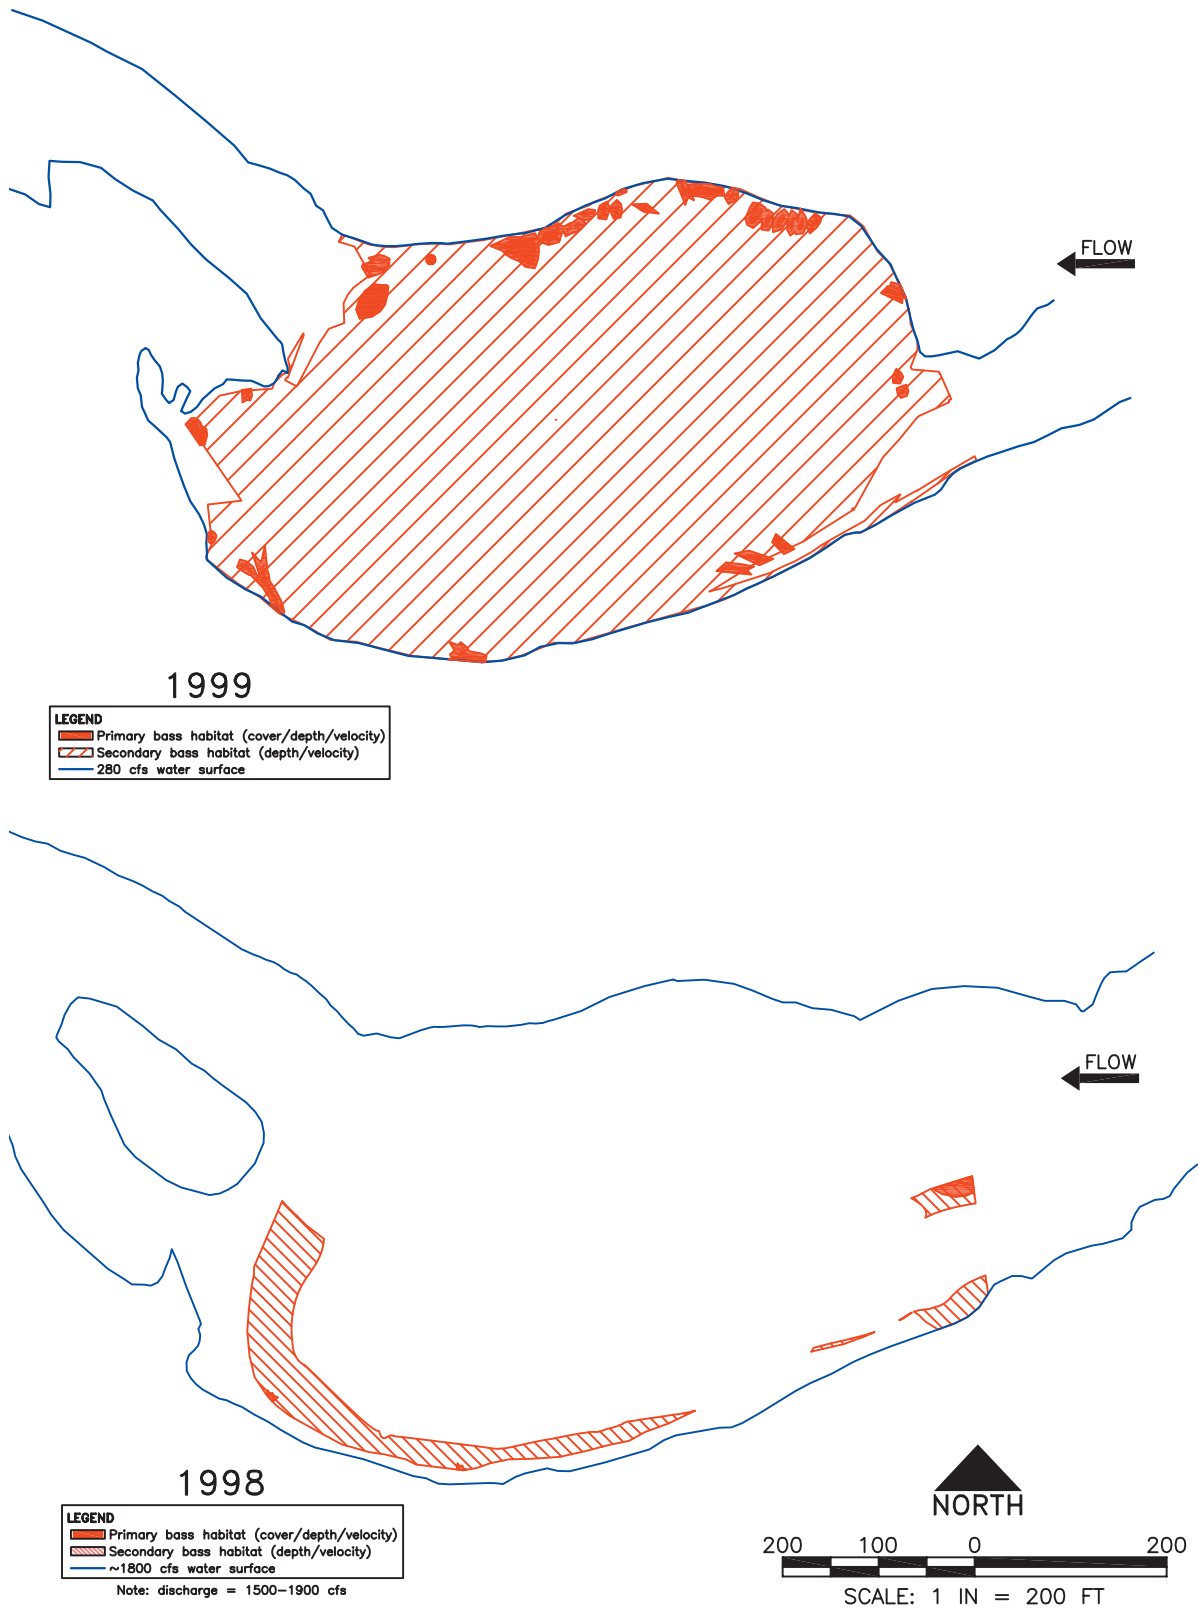 FLOW
1999
LEGEND
Primary bass habitat (cover/depth/velocity)
Secondary bass habitat (depth/velocity)
280 cfs water surface
FLOW
1998
LEGEND
Primary bass habitat (cover/depth/velocity)
Secondary bass habitat (depth/velocity)
~1800 cfs water surface
Note: discharge = 1500-1900 cfs
NORTH
200 100 0 200
SCALE: 1 IN = 200 FT